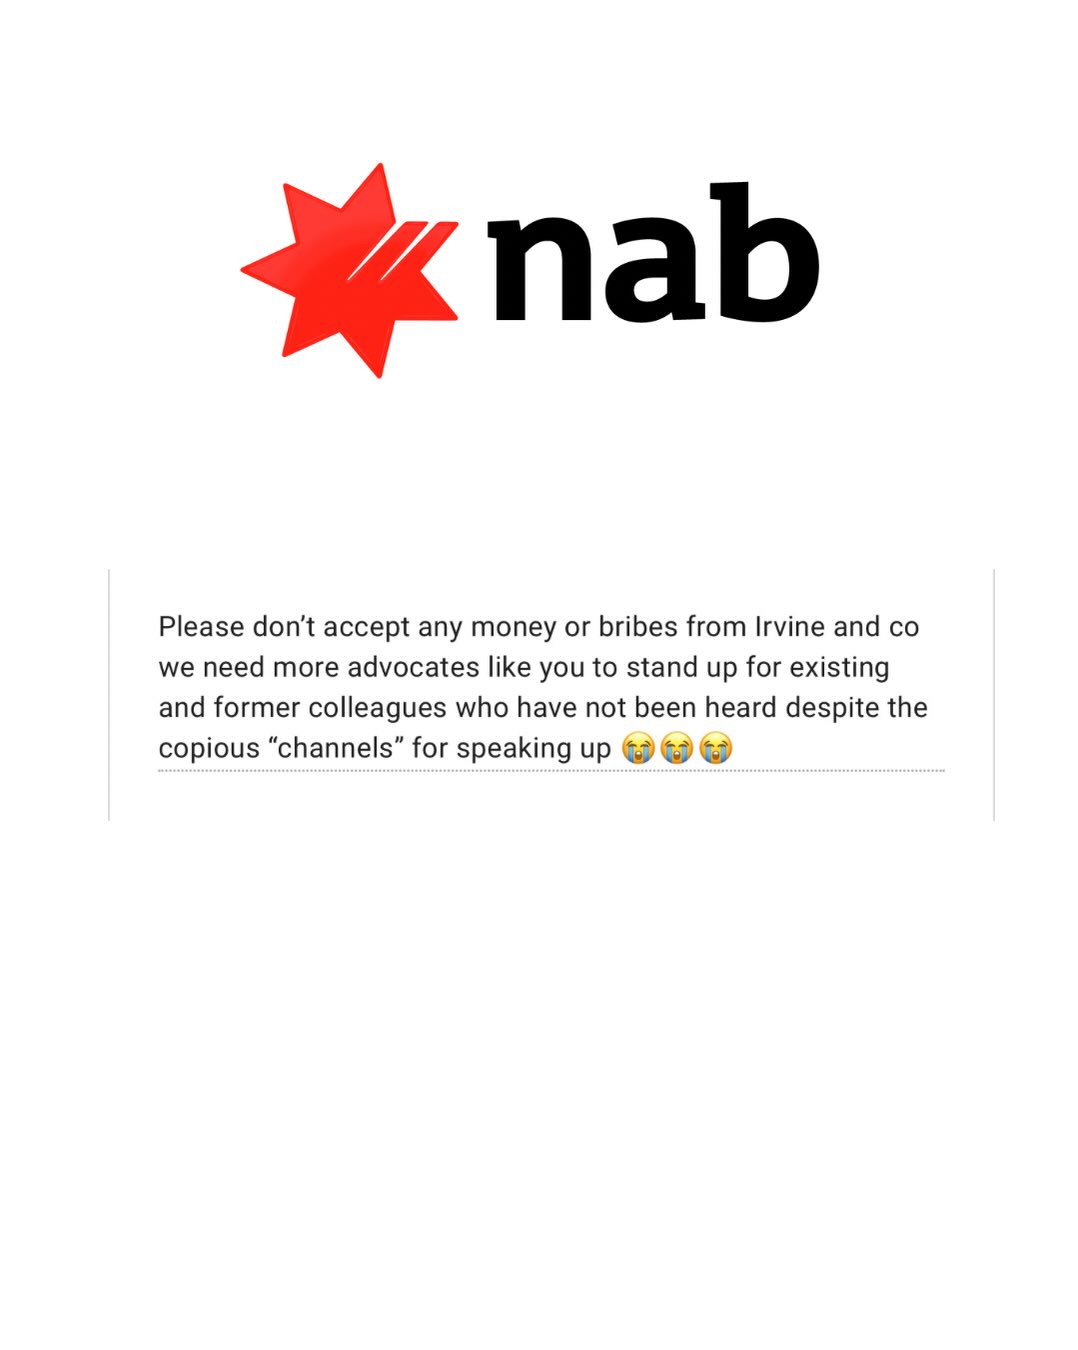 nab
Please don’t accept any money or bribes from Irvine and co
we need more advocates like you to stand up for existing
and former colleagues who have not been heard despite the
copious “channels” for speaking up 😭😭😭